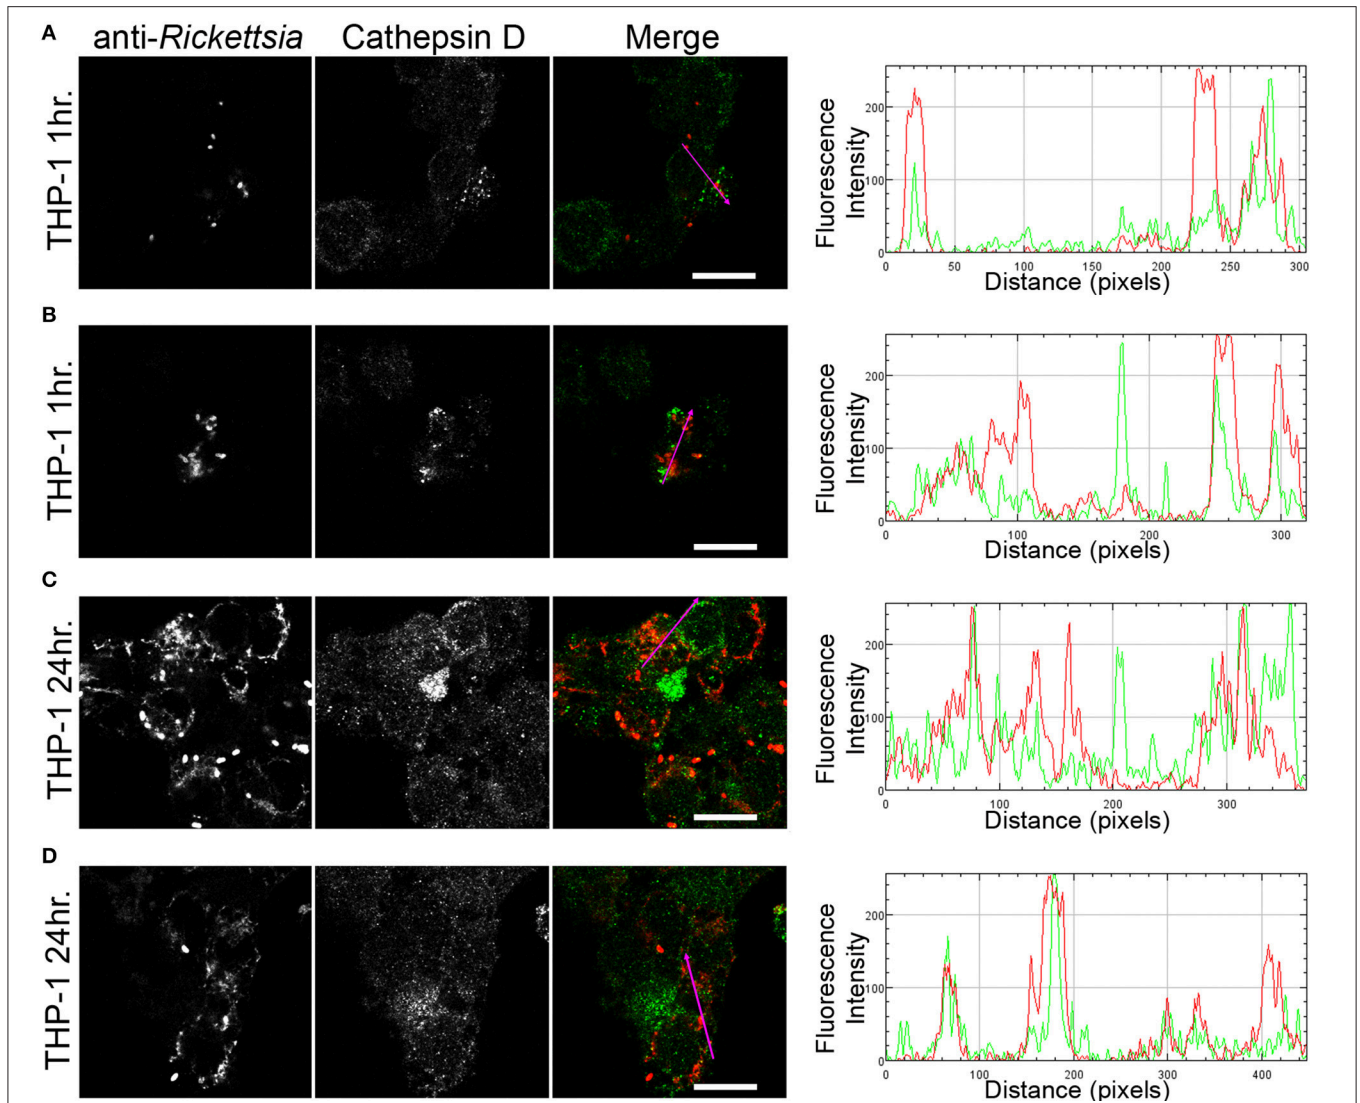 A
anti-Rickettsia Cathepsin D Merge
THP-1 1hr.
Fluorescence
Intensity
200
100
0
0 50 100 150 200 250 300
Distance (pixels)
B
THP-1 1hr.
Fluorescence
Intensity
200
100
0
0 100 200 300
Distance (pixels)
C
THP-1 24hr.
Fluorescence
Intensity
200
100
0
0 100 200 300
Distance (pixels)
D
THP-1 24hr.
Fluorescence
Intensity
200
100
0
0 100 200 300 400
Distance (pixels)